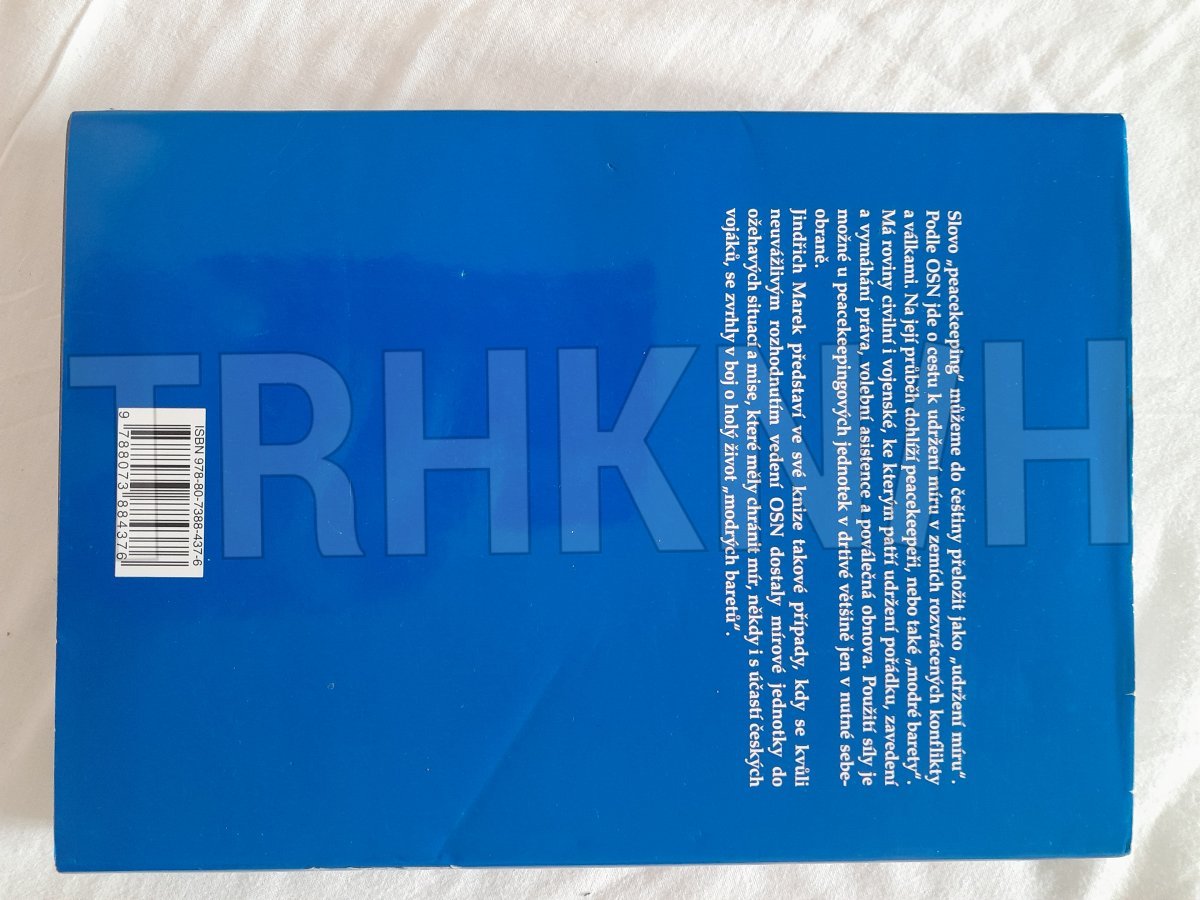 Slovo „peacekeeping“ můžeme do češtiny přeložit jako „udržení míru“.
Podle OSN jde o cestu k udržení míru v zemích rozvrácených konflikty
a válkami. Na její průběh dohlíží peacekeepeři, nebo také „modré barety“.
Má roviny civilní i vojenské, ke kterým patří udržení pořádku, zavedení
a vymáhání práva, volební asistence a poválečná obnova. Použití síly je
možné u peacekeepingových jednotek v drtivé většině jen v nutné sebe-
obraně.
Jindřich Marek představí ve své knize takové případy, kdy se kvůli
neuvážlivým rozhodnutím vedení OSN dostaly mírové jednotky do
ožehavých situací a mise, které měly chránit mír, někdy i s účastí českých
vojáků, se zvrhly v boj o holý život „modrých baretů“.
ISBN 978-80-7388-437-6
9 788073 884376
TRHKNIH